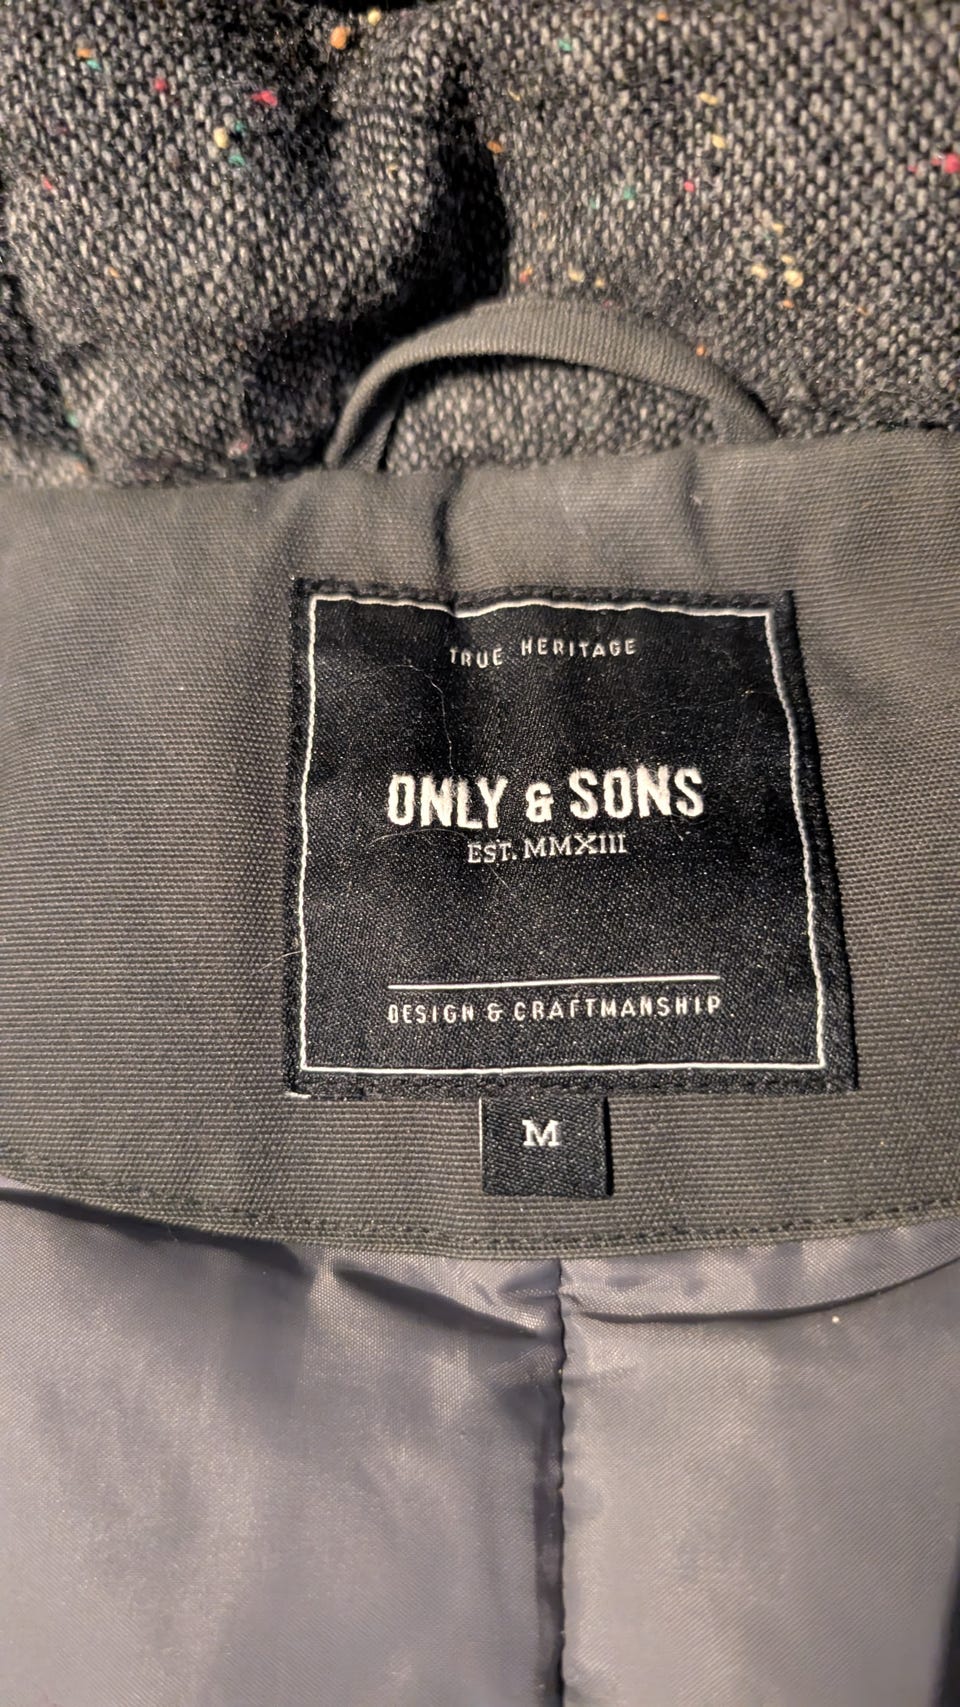 TRUE HERITAGE
ONLY & SONS
EST. MMXIII
DESIGN & CRAFTMANSHIP
M